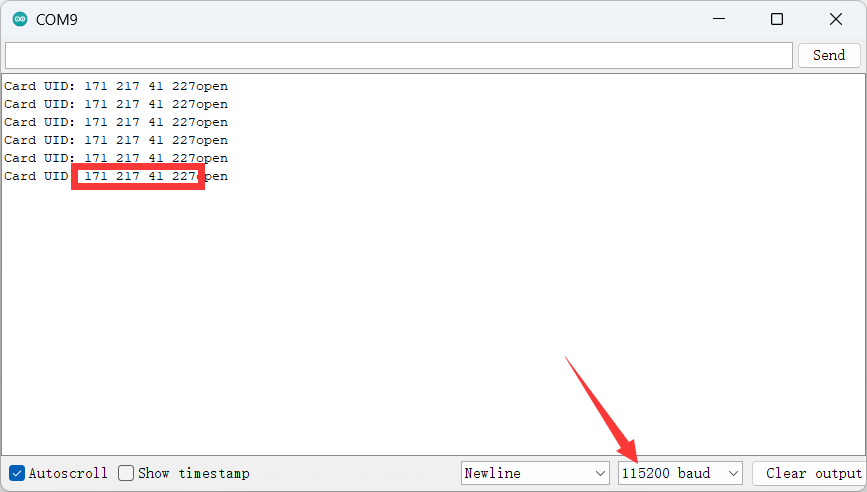 COM9
Send
Card UID: 171 217 41 227open
Card UID: 171 217 41 227open
Card UID: 171 217 41 227open
Card UID: 171 217 41 227open
Card UID: 171 217 41 227open
Card UID 171 217 41 227open
Autoscroll Show timestamp Newline 115200 baud Clear output